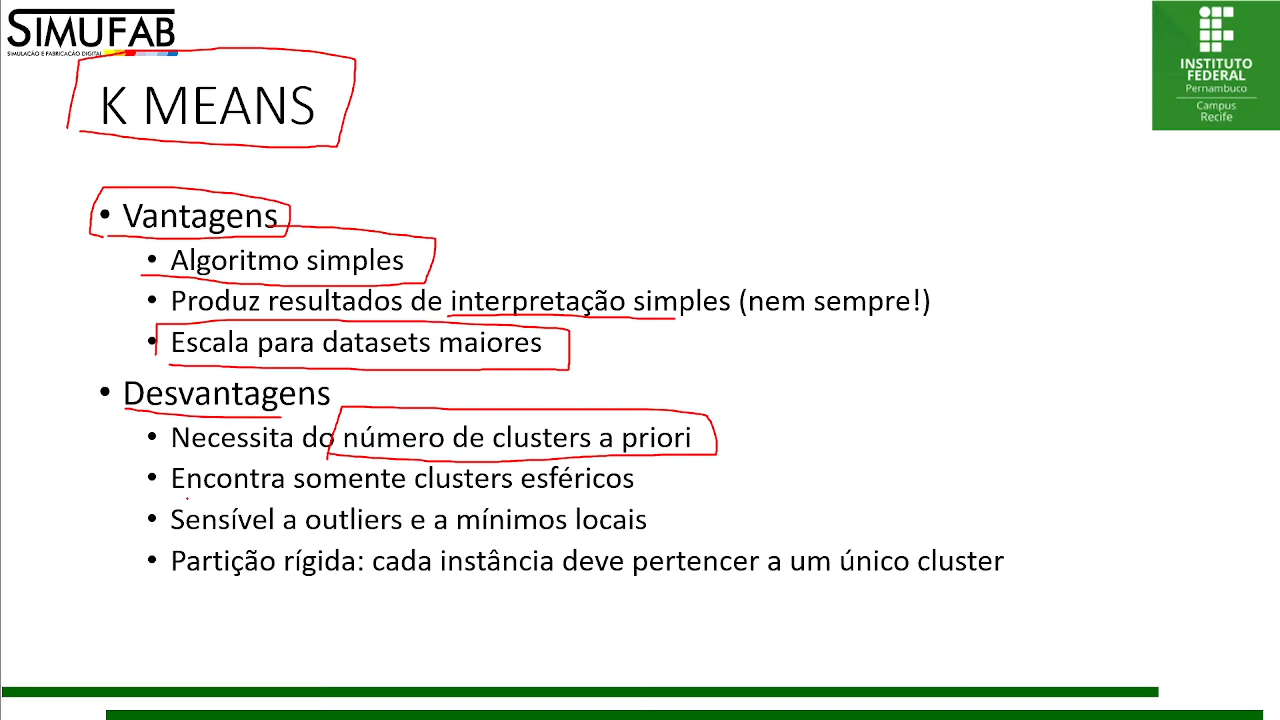 SIMUFAB
SIMULAÇÃO E FABRICAÇÃO DIGITAL
INSTITUTO
FEDERAL
Pernambuco
Campus
Recife
K MEANS
• Vantagens
• Algoritmo simples
• Produz resultados de interpretação simples (nem sempre!)
• Escala para datasets maiores
• Desvantagens
• Necessita do número de clusters a priori
• Encontra somente clusters esféricos
• Sensível a outliers e a mínimos locais
• Partição rígida: cada instância deve pertencer a um único cluster